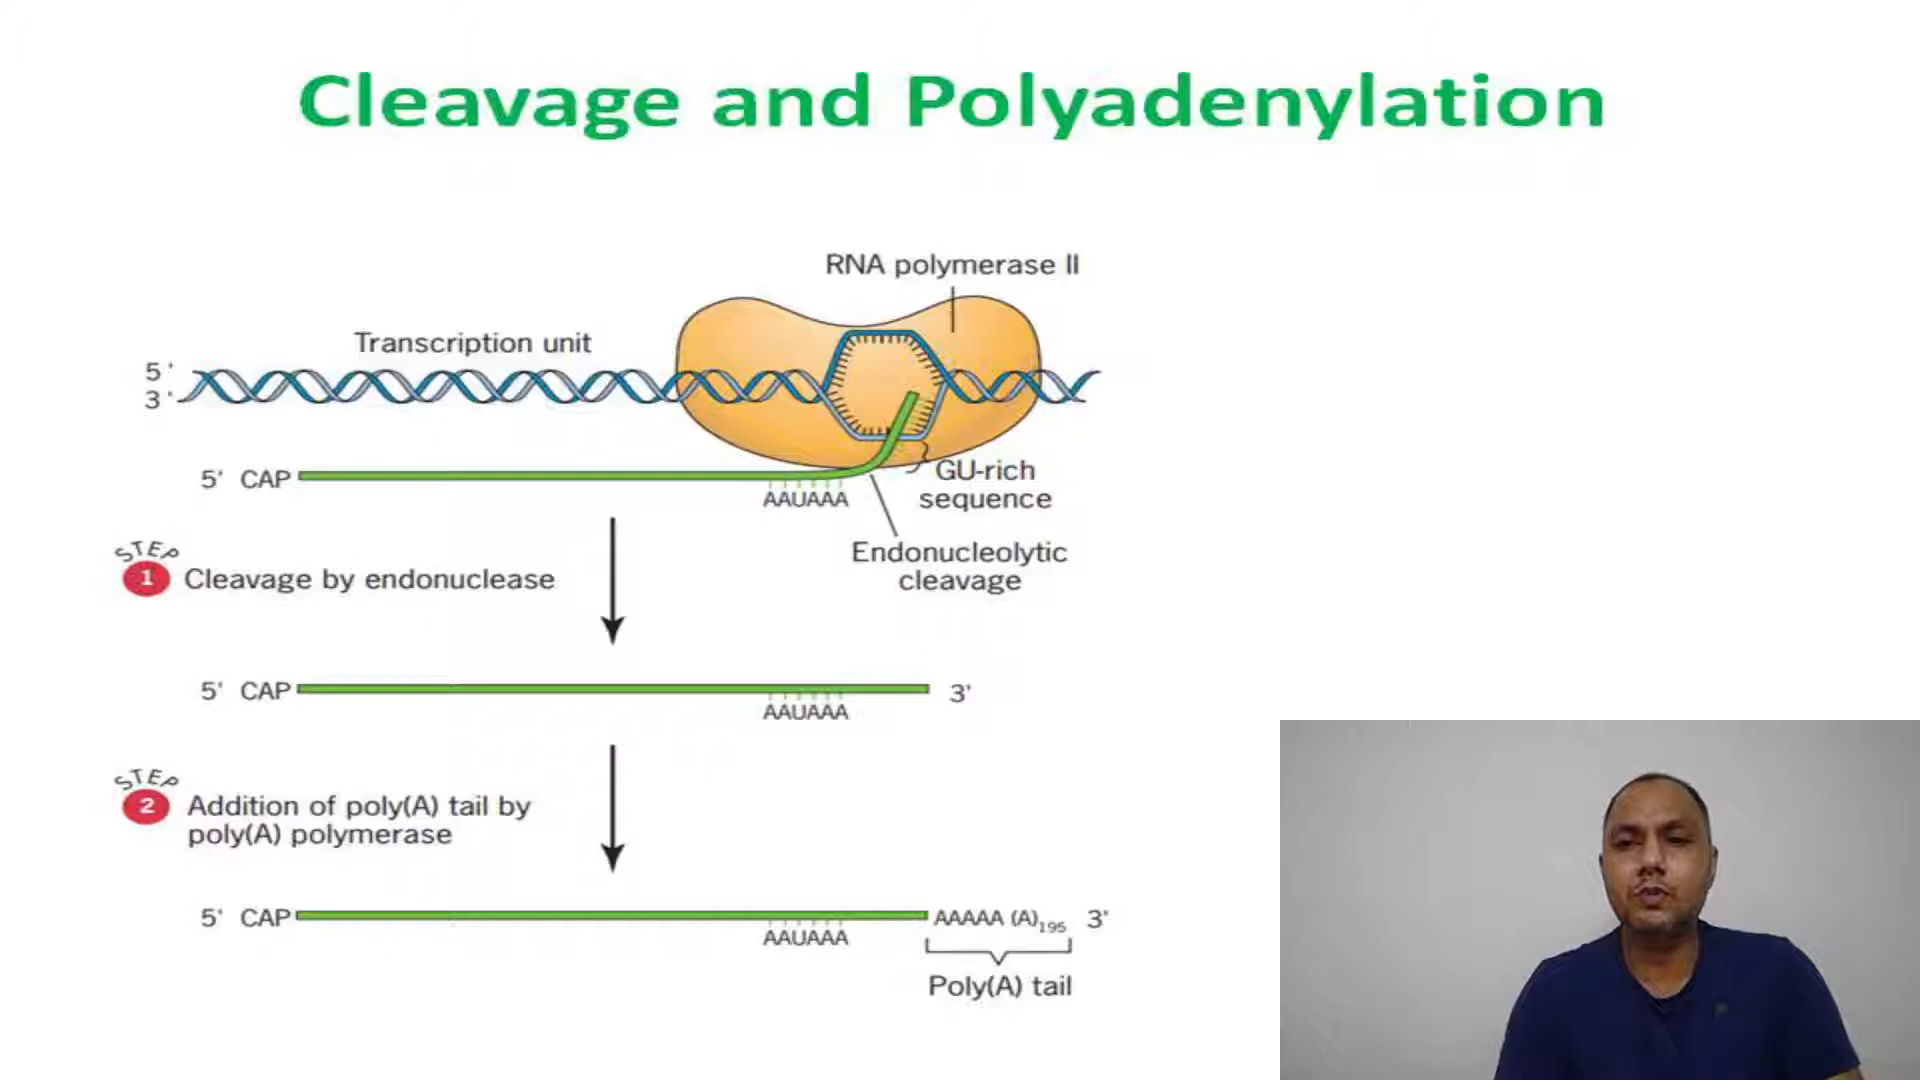 Cleavage and Polyadenylation
RNA polymerase II
Transcription unit
5'
3'
5' CAP
AAUAAA
GU-rich
sequence
Endonucleolytic
cleavage
STEP
1 Cleavage by endonuclease
5' CAP
3'
AAUAAA
STEP
2 Addition of poly(A) tail by
poly(A) polymerase
5' CAP
AAAAA (A)195 3'
AAUAAA
Poly(A) tail